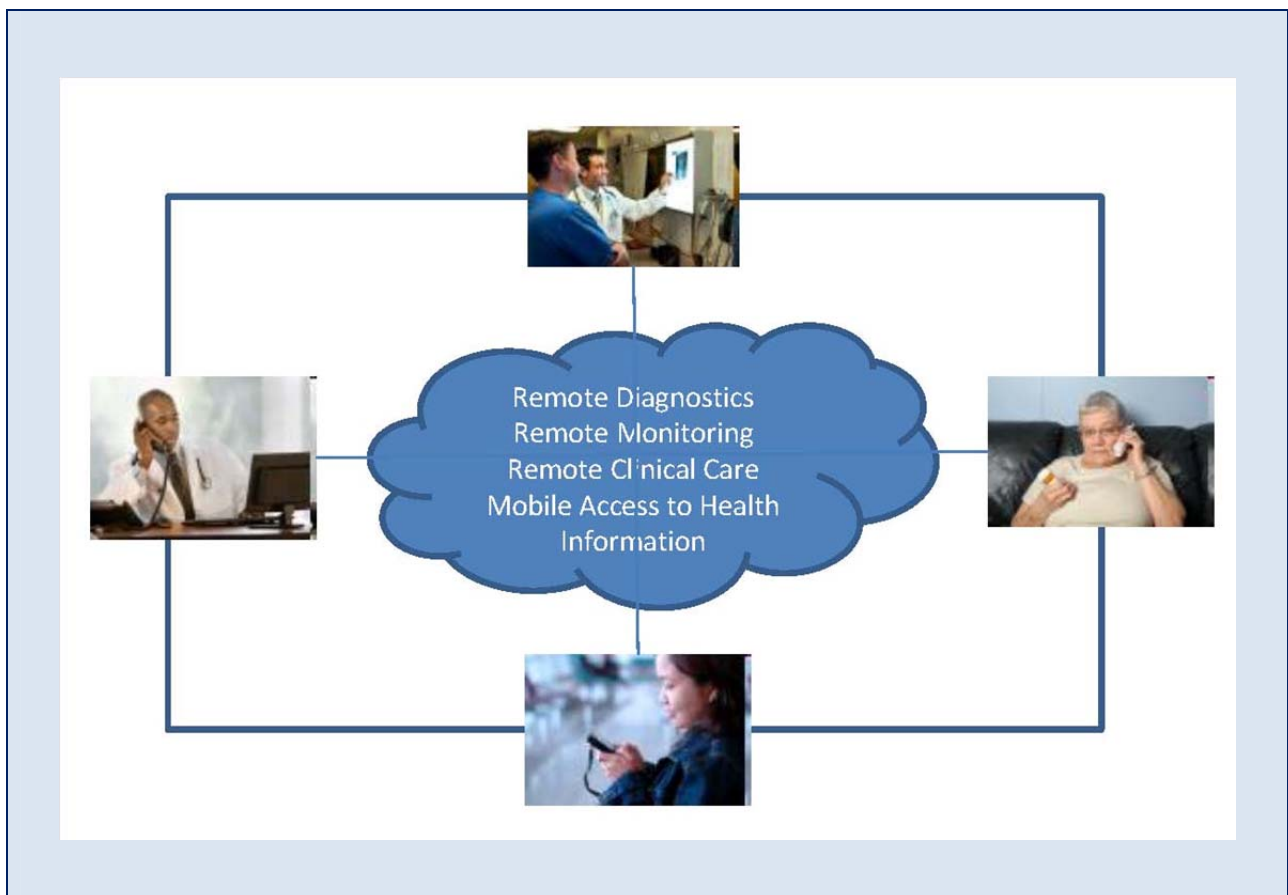 Remote Diagnostics
Remote Monitoring
Remote Clinical Care
Mobile Access to Health
Information